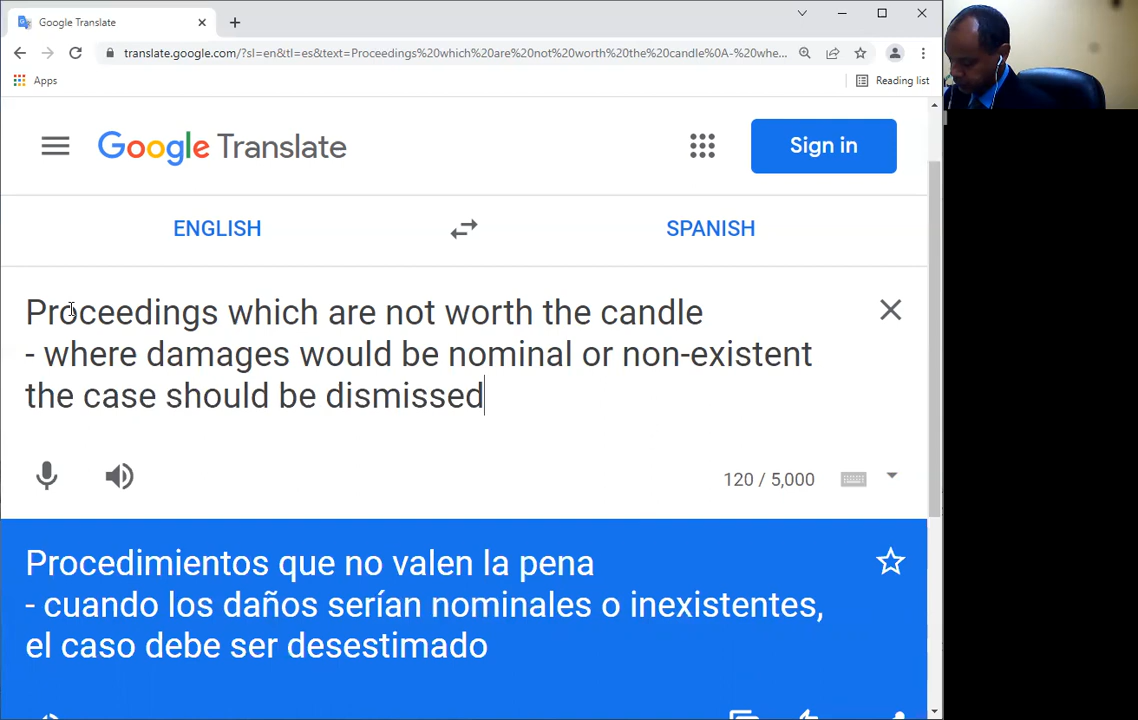 Google Translate
translate.google.com/?sl=en&tl=es&text=Proceedings%20which%20are%20not%20worth%20the%20candle%0A-%20whe...
Apps
Reading list
Google Translate
Sign in
ENGLISH
SPANISH
Proceedings which are not worth the candle
- where damages would be nominal or non-existent
the case should be dismissed
120 / 5,000
Procedimientos que no valen la pena
- cuando los daños serían nominales o inexistentes,
el caso debe ser desestimado